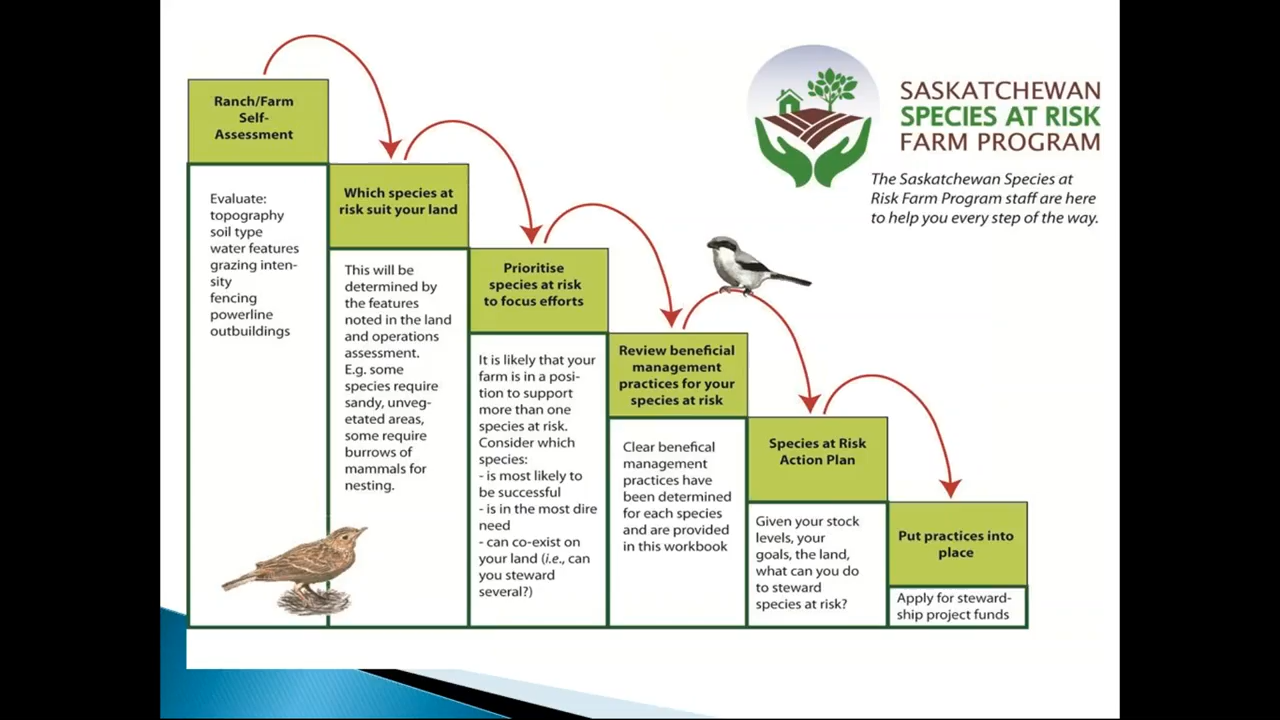 Ranch/Farm
Self-
Assessment
Evaluate:
topography
soil type
water features
grazing inten-
sity
fencing
powerline
outbuildings
Which species at
risk suit your land
This will be
determined by
the features
noted in the land
and operations
assessment.
E.g. some
species require
sandy, unveg-
etated areas,
some require
burrows of
mammals for
nesting.
Prioritise
species at risk
to focus efforts
It is likely that your
farm is in a posi-
tion to support
more than one
species at risk.
Consider which
species:
- is most likely to
be successful
- is in the most dire
need
- can co-exist on
your land (i.e., can
you steward
several?)
Review beneficial
management
practices for your
species at risk
Clear benefical
management
practices have
been determined
for each species
and are provided
in this workbook
Species at Risk
Action Plan
Given your stock
levels, your
goals, the land,
what can you do
to steward
species at risk?
Put practices into
place
Apply for steward-
ship project funds
SASKATCHEWAN
SPECIES AT RISK
FARM PROGRAM
The Saskatchewan Species at
Risk Farm Program staff are here
to help you every step of the way.